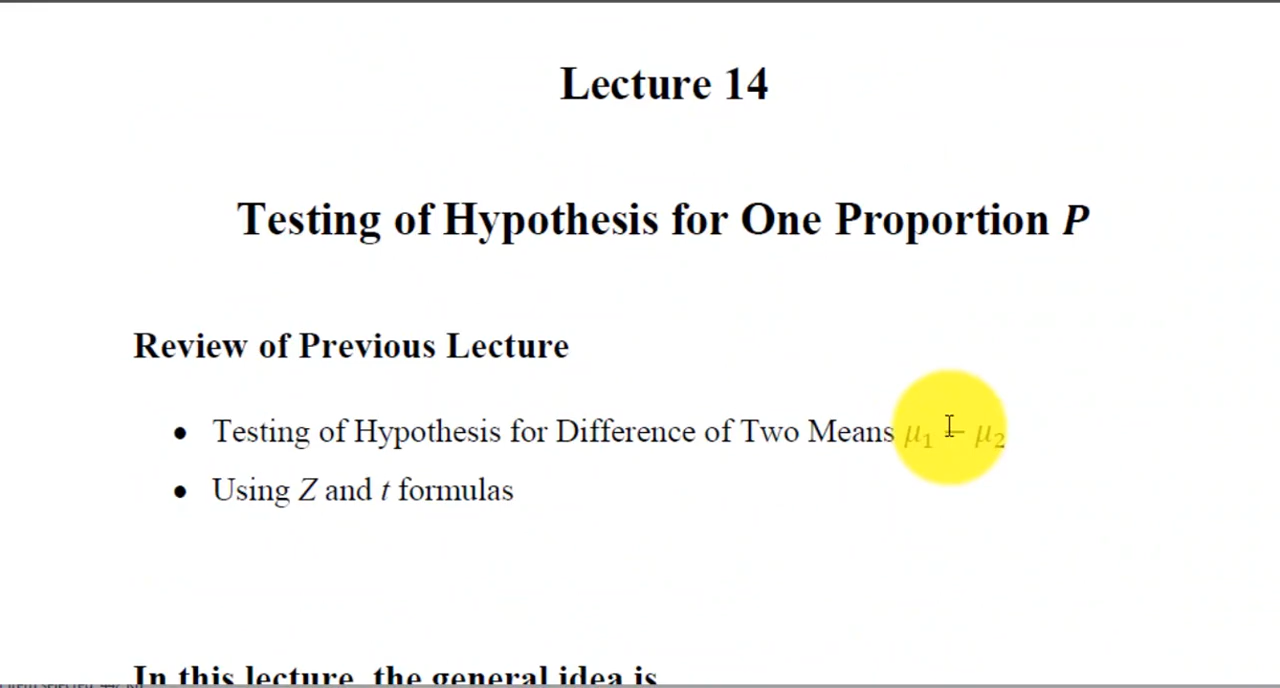 Lecture 14
Testing of Hypothesis for One Proportion P
Review of Previous Lecture
• Testing of Hypothesis for Difference of Two Means μ₁ − μ₂
• Using Z and t formulas
In this lecture, the general idea is